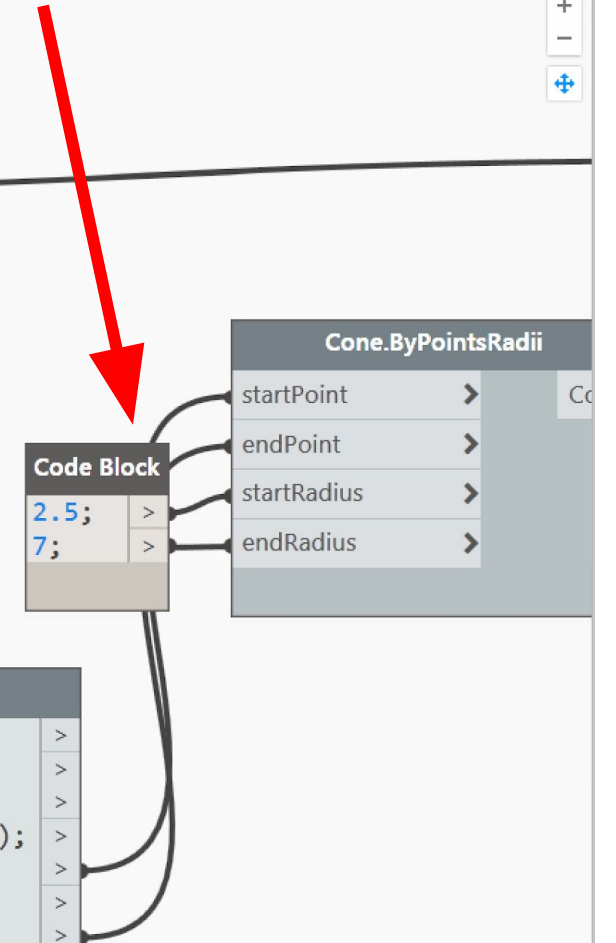 +
−
Cone.ByPointsRadii
startPoint
endPoint
startRadius
endRadius
Code Block
2.5; >
7; >
>
>
>
); >
>
>
>